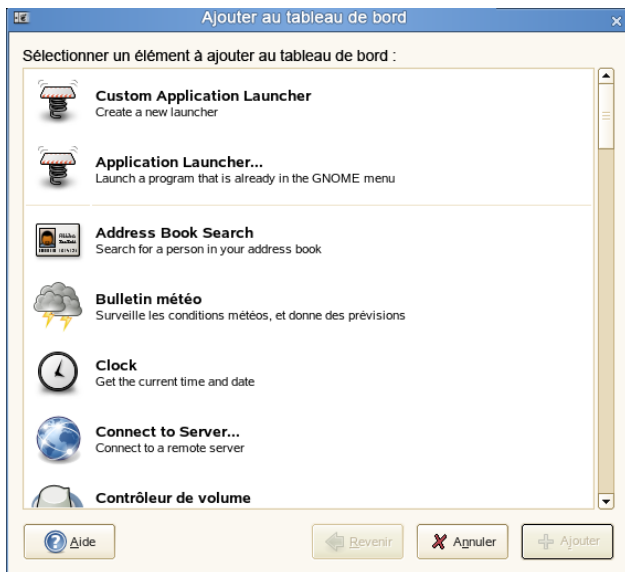 Ajouter au tableau de bord
Sélectionner un élément à ajouter au tableau de bord :
Custom Application Launcher
Create a new launcher
Application Launcher...
Launch a program that is already in the GNOME menu
Address Book Search
Search for a person in your address book
Bulletin météo
Surveille les conditions météos, et donne des prévisions
Clock
Get the current time and date
Connect to Server...
Connect to a remote server
Contrôleur de volume
Aide
Revenir
Annuler
Ajouter